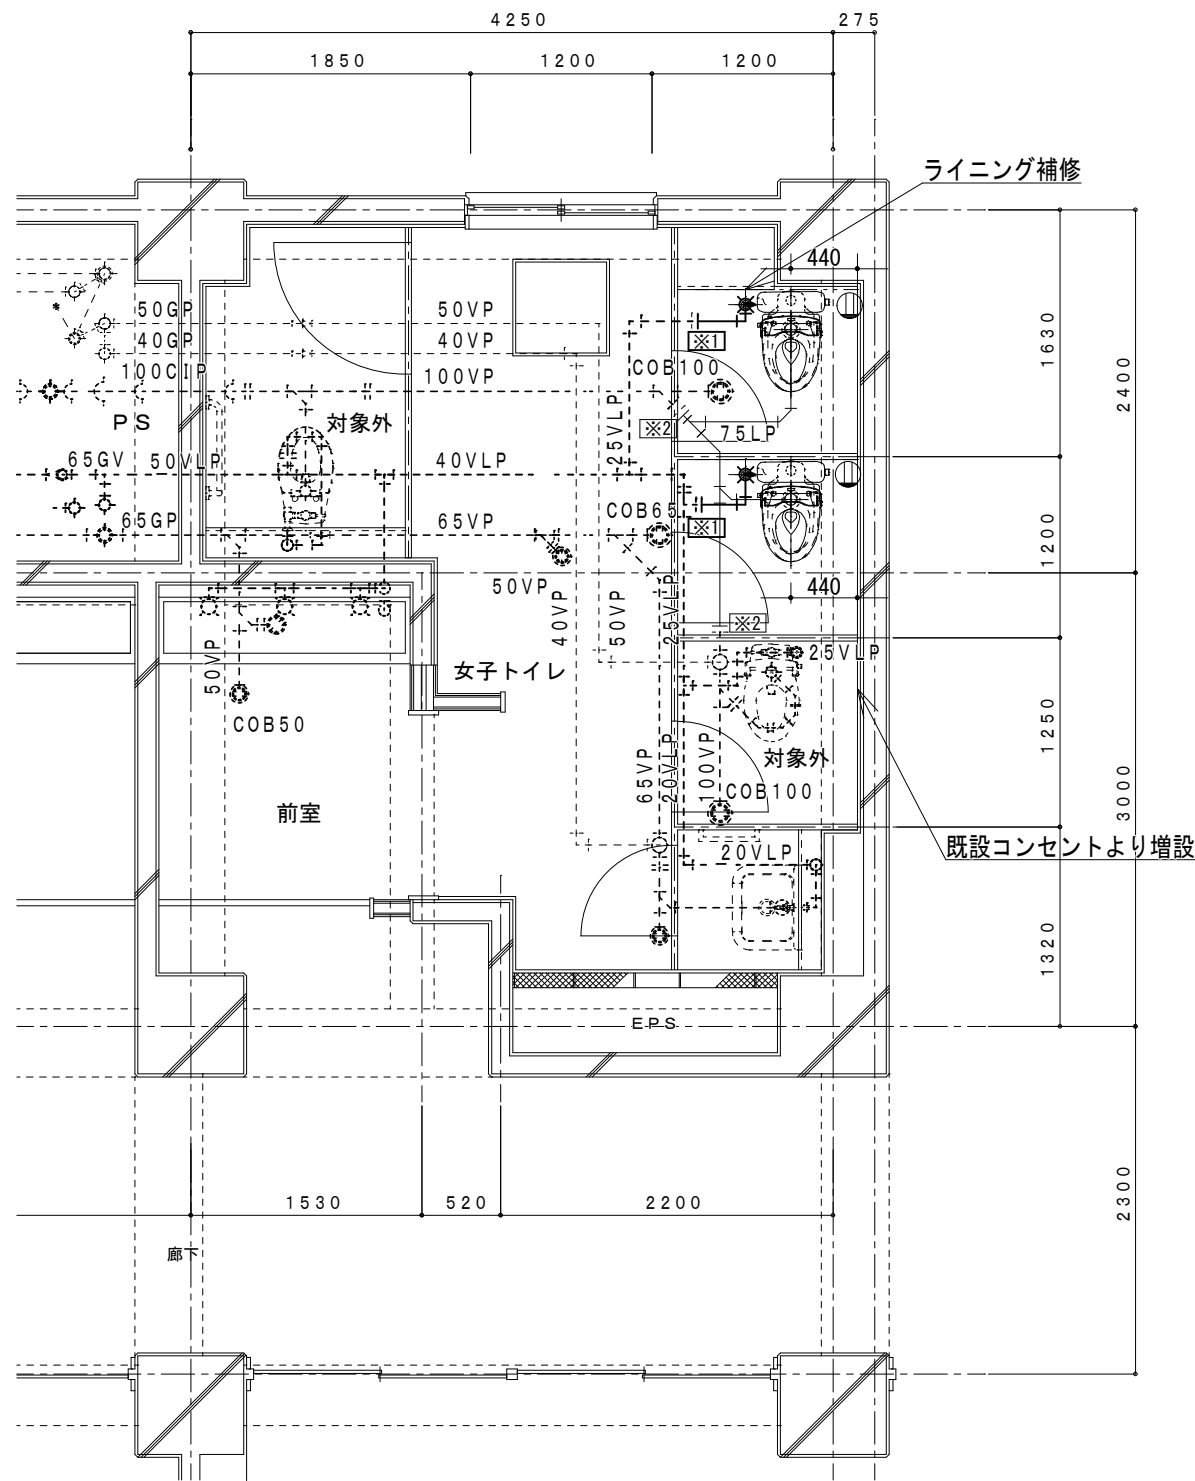 4250
275
1850
1200
1200
ライニング補修
440
50GP
50VP
40GP
40VP
100CIP
100VP
※1
COB100
1630
2400
PS
対象外
25VLP
※2
75LP
65GV
50VLP
40VLP
65GP
65VP
COB65
※1
1200
50VP
40VP
50VP
25VLP
440
※2
50VP
女子トイレ
25VLP
COB50
65VP
20VLP
100VP
対象外
COB100
1250
3000
前室
20VLP
既設コンセントより増設
1320
EPS
1530
520
2200
2300
廊下